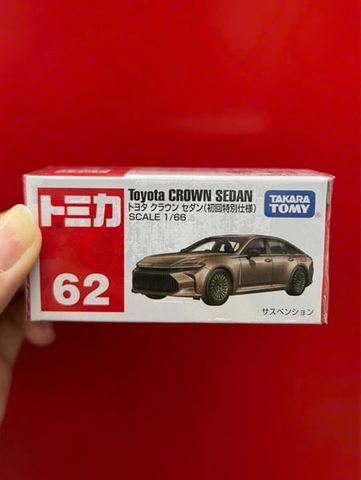 トミカ
62
Toyota CROWN SEDAN
トヨタ クラウン セダン(初回特別仕様)
SCALE 1/66
TAKARA
TOMY
サスペンション